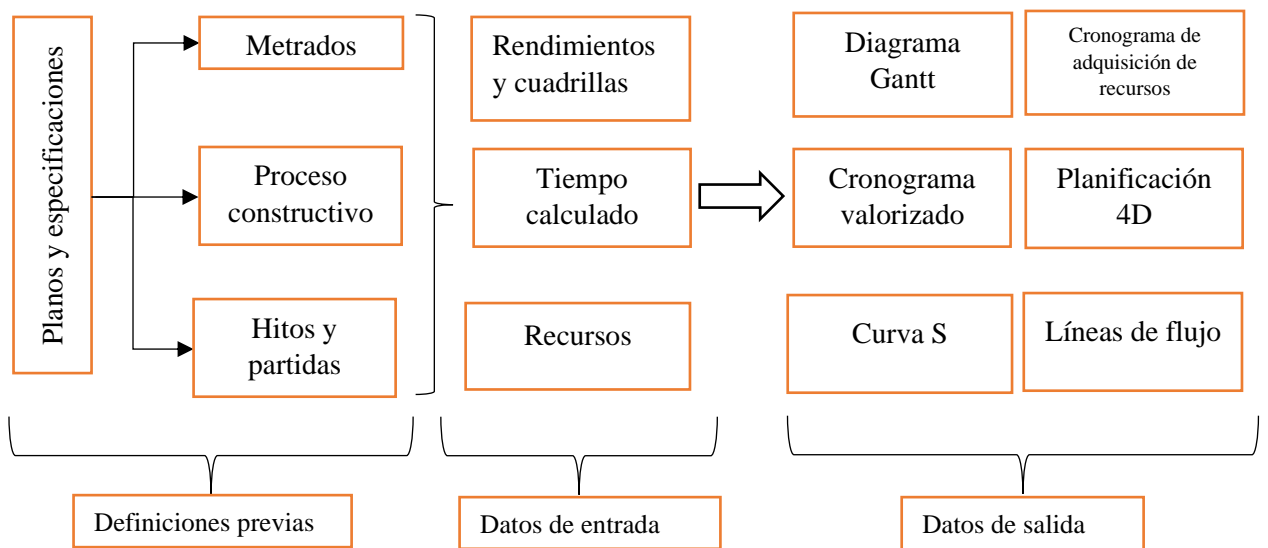 Planos y especificaciones
Metrados
Proceso
constructivo
Hitos y
partidas
Rendimientos
y cuadrillas
Tiempo
calculado
Recursos
Diagrama
Gantt
Cronograma de
adquisición de
recursos
Cronograma
valorizado
Planificación
4D
Curva S
Líneas de flujo
Definiciones previas
Datos de entrada
Datos de salida